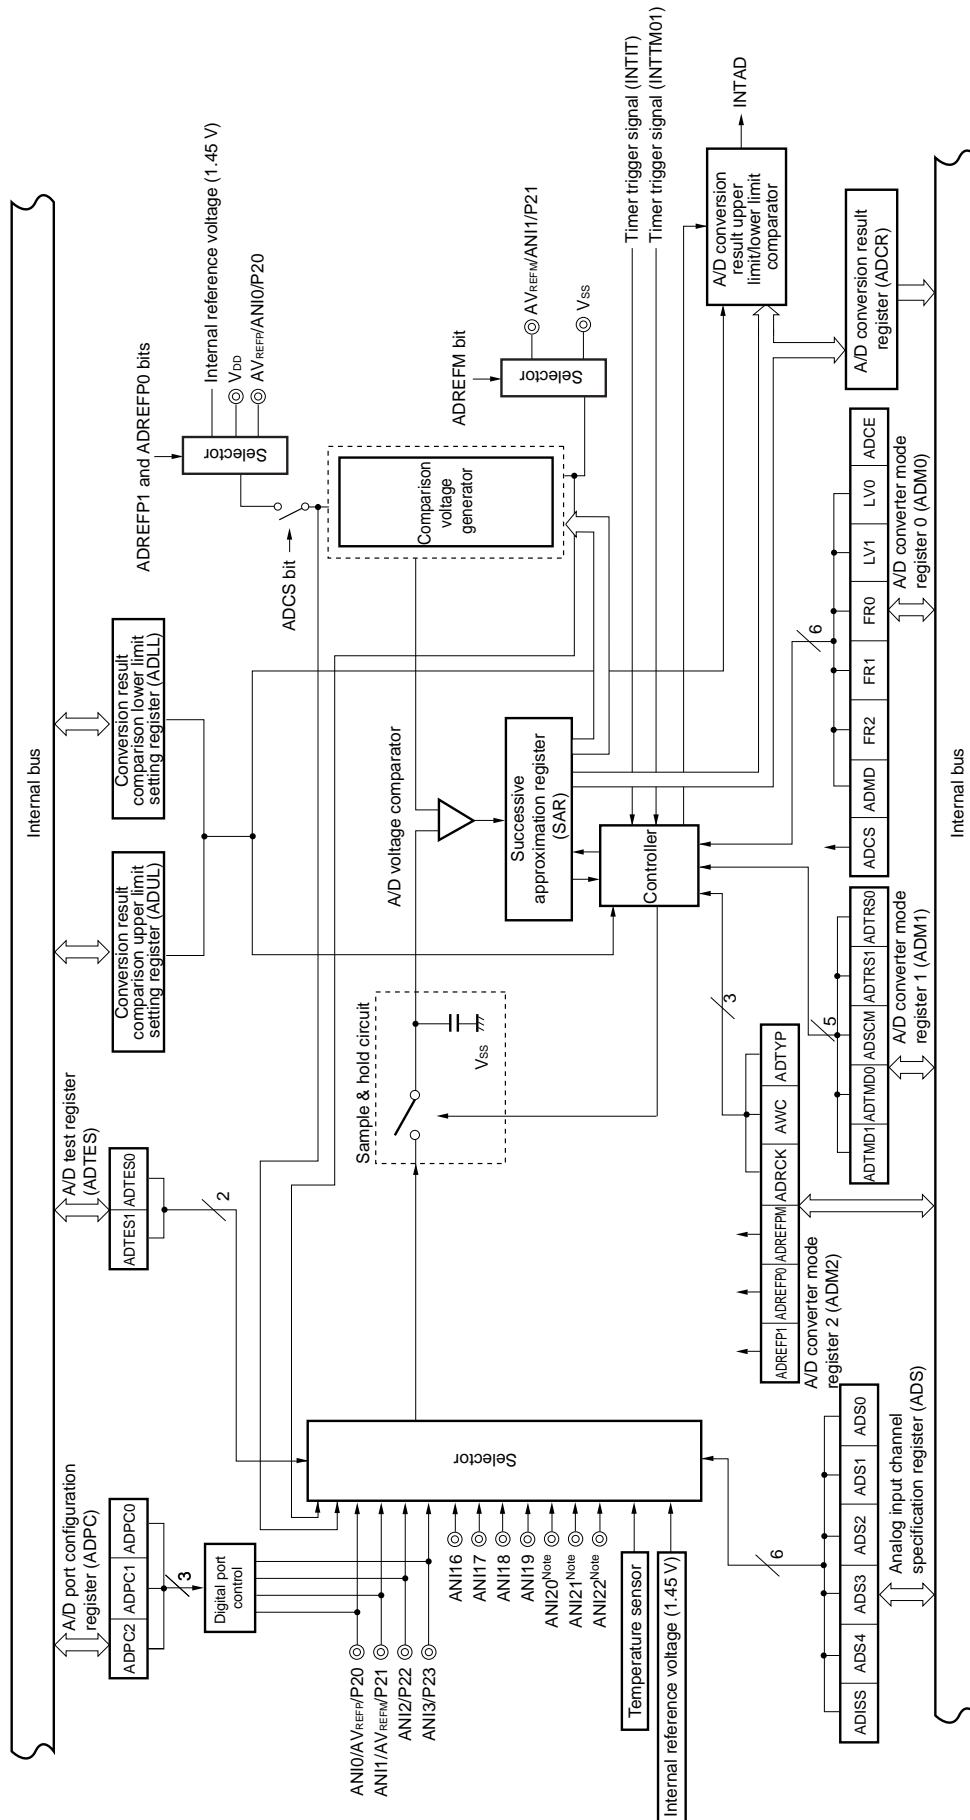 Internal bus
A/D port configuration
register (ADPC)
ADPC2 ADPC1 ADPC0
3
Digital port
control
A/D test register
(ADTES)
ADTES1 ADTES0
2
Conversion result
comparison upper limit
setting register (ADUL)
Conversion result
comparison lower limit
setting register (ADLL)
ADREFP1 and ADREFP0 bits
Internal reference voltage (1.45 V)
VDD
AVREFP/ANI0/P20
Selector
ADCS bit
Comparison
voltage
generator
ADREFM bit
Selector
AVREFM/ANI1/P21
VSS
A/D voltage comparator
Sample & hold circuit
VSS
Successive
approximation register
(SAR)
Controller
Timer trigger signal (INTIT)
Timer trigger signal (INTTM01)
A/D conversion
result upper
limit/lower limit
comparator
INTAD
A/D conversion result
register (ADCR)
ANI0/AVREFP/P20
ANI1/AVREFM/P21
ANI2/P22
ANI3/P23
ANI16
ANI17
ANI18
ANI19
ANI20Note
ANI21Note
ANI22Note
Temperature sensor
Internal reference voltage (1.45 V)
Selector
6
ADISS ADS4 ADS3 ADS2 ADS1 ADS0
Analog input channel
specification register (ADS)
3
ADREFP1 ADREFP0 ADREFPM ADRCK AWC ADTYP
A/D converter mode
register 2 (ADM2)
5
ADTMD1 ADTMD0 ADSCM ADTRS1 ADTRS0
A/D converter mode
register 1 (ADM1)
6
ADCS ADMD FR2 FR1 FR0 LV1 LV0 ADCE
A/D converter mode
register 0 (ADM0)
Internal bus